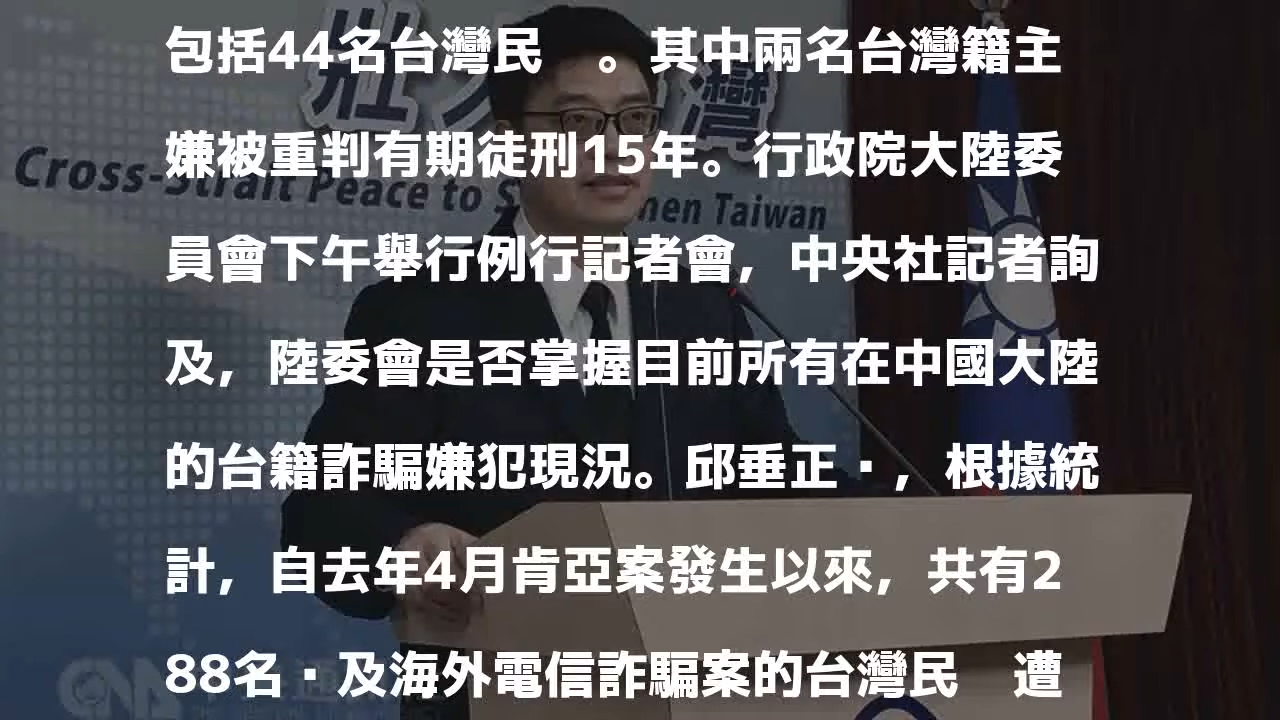 包括44名台灣民　。其中兩名台灣籍主
嫌被重判有期徒刑15年。行政院大陸委
員會下午舉行例行記者會，中央社記者詢
及，陸委會是否掌握目前所有在中國大陸
的台籍詐騙嫌犯現況。邱垂正·，根據統
計，自去年4月肯亞案發生以來，共有2
88名·及海外電信詐騙案的台灣民　遭
壯 灣
Cross-Strait Peace to Taiwan
CNA